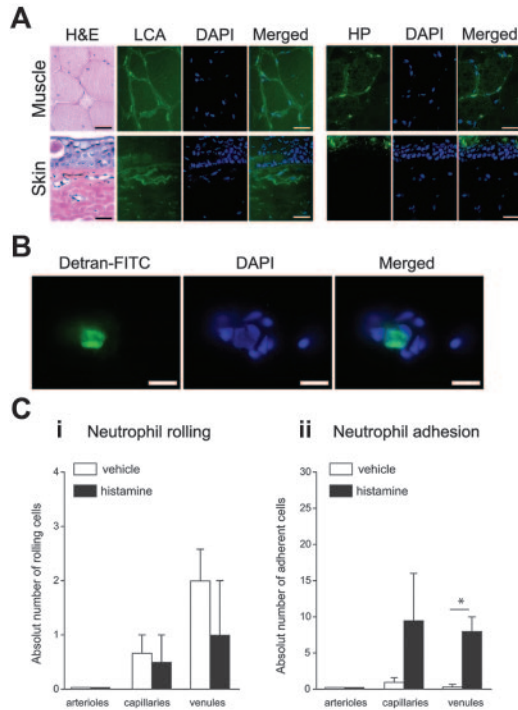 A
H&E LCA DAPI Merged HP DAPI Merged
Muscle
Skin
B
Detran-FITC DAPI Merged
C
i Neutrophil rolling
vehicle
histamine
Absolut number of rolling cells
4
3
2
1
0
arterioles capillaries venules
ii Neutrophil adhesion
vehicle
histamine
Absolut number of adherent cells
30
25
20
15
10
5
0
*
arterioles capillaries venules